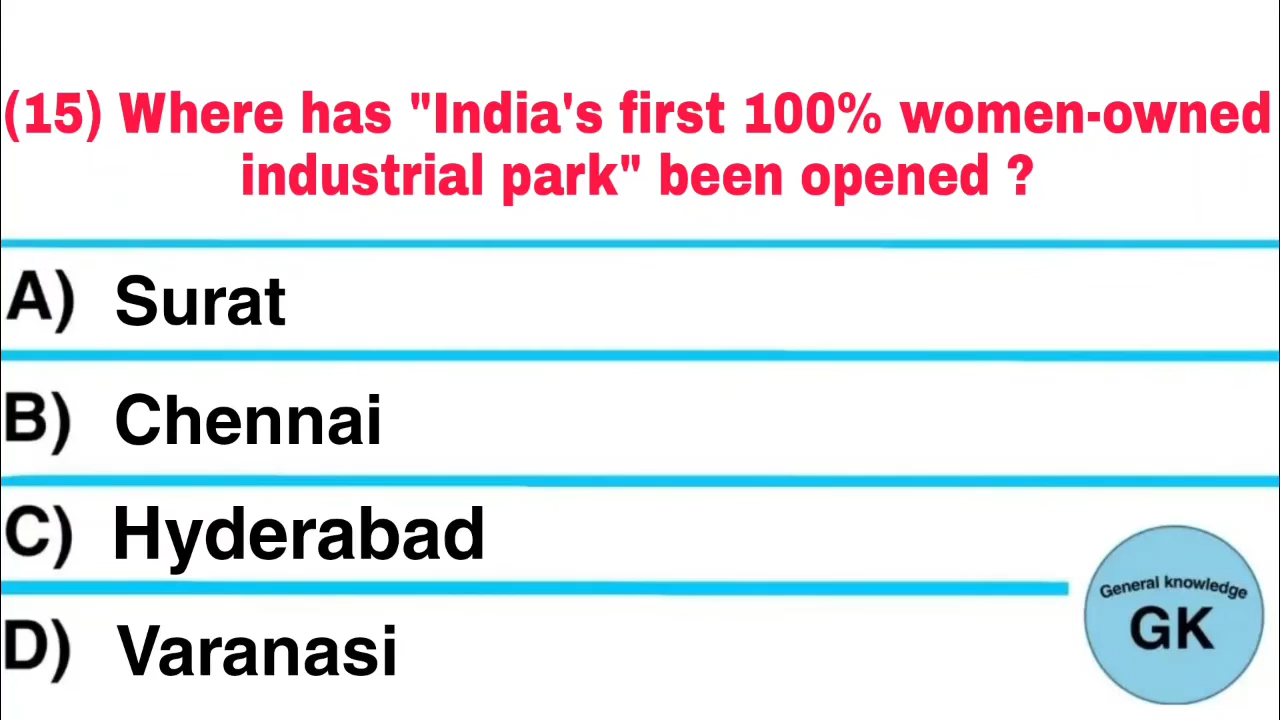 (15) Where has "India's first 100% women-owned
industrial park" been opened ?
A) Surat
B) Chennai
C) Hyderabad
D) Varanasi
General knowledge
GK